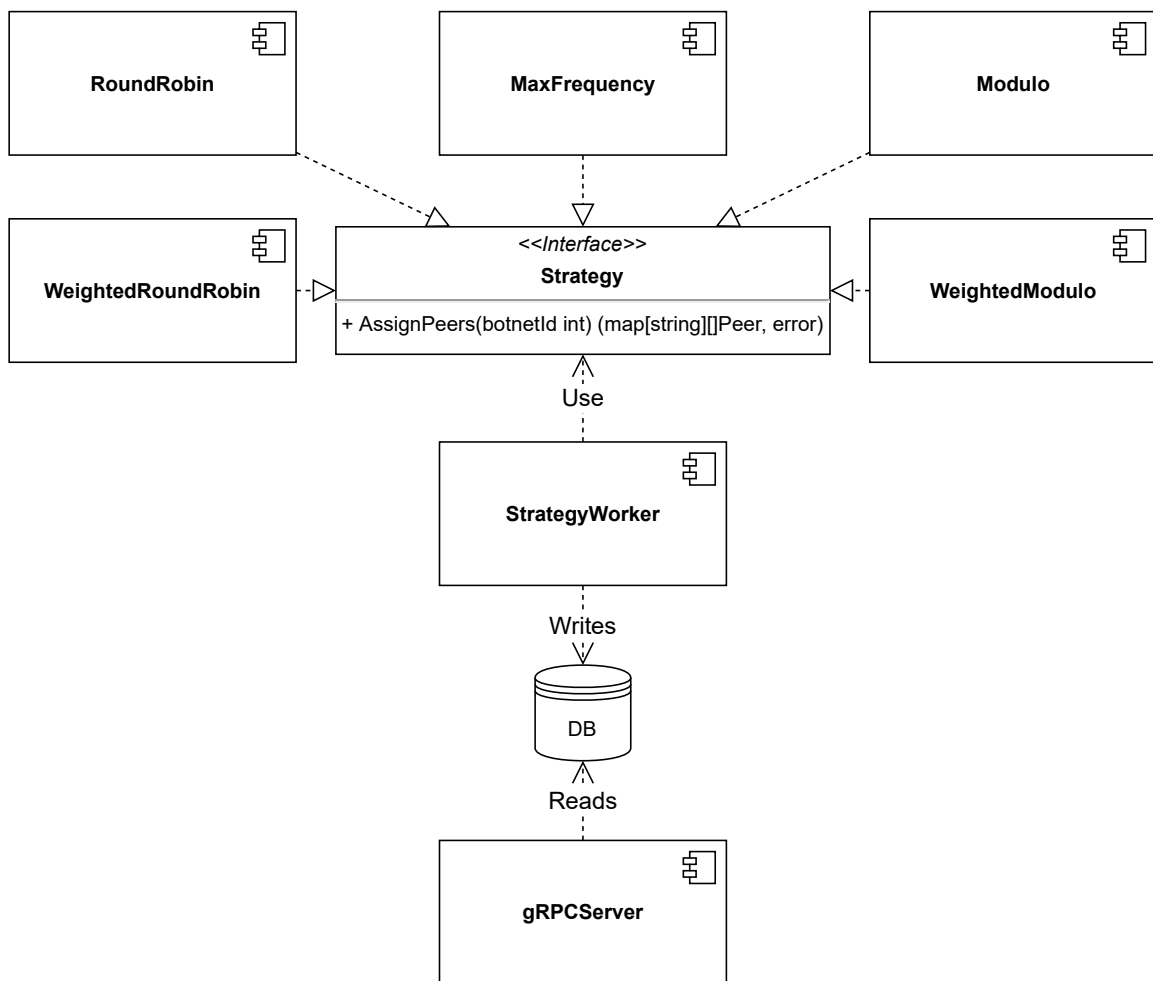 RoundRobin
MaxFrequency
Modulo
<<Interface>>
Strategy
WeightedRoundRobin
WeightedModulo
+ AssignPeers(botnetId int) (map[string][]Peer, error)
Use
StrategyWorker
Writes
DB
Reads
gRPCServer